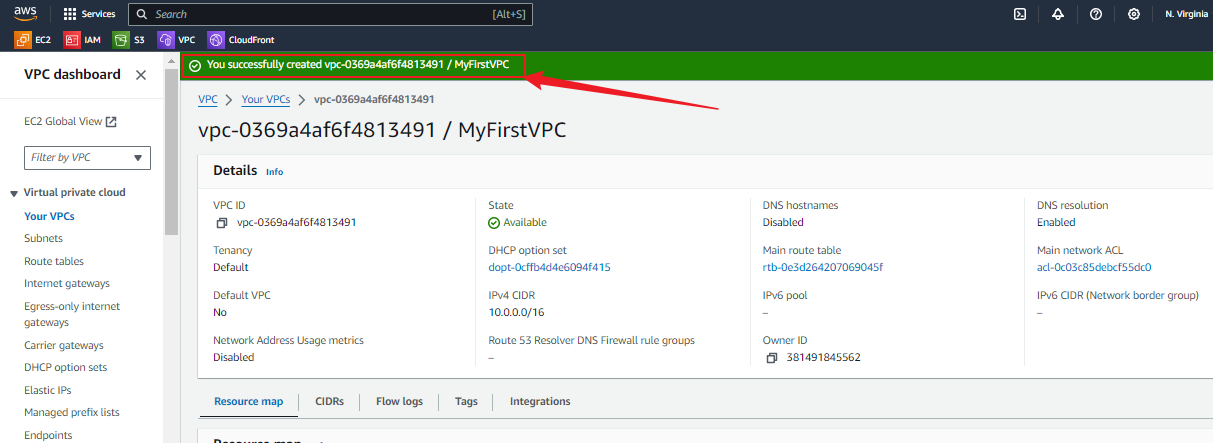 aws Services Search [Alt+S] N. Virginia
EC2 IAM S3 VPC CloudFront
VPC dashboard
EC2 Global View
Filter by VPC
Virtual private cloud
Your VPCs
Subnets
Route tables
Internet gateways
Egress-only internet
gateways
Carrier gateways
DHCP option sets
Elastic IPs
Managed prefix lists
Endpoints
You successfully created vpc-0369a4af6f4813491 / MyFirstVPC
VPC Your VPCs vpc-0369a4af6f4813491
vpc-0369a4af6f4813491 / MyFirstVPC
Details Info
VPC ID
vpc-0369a4af6f4813491
State
Available
DNS hostnames
Disabled
DNS resolution
Enabled
Tenancy
Default
DHCP option set
dopt-0cffb4d4e6094f415
Main route table
rtb-0e3d264207069045f
Main network ACL
acl-0c03c85debcf55dc0
Default VPC
No
IPv4 CIDR
10.0.0.0/16
IPv6 pool
–
IPv6 CIDR (Network border group)
–
Network Address Usage metrics
Disabled
Route 53 Resolver DNS Firewall rule groups
–
Owner ID
381491845562
Resource map CIDRs Flow logs Tags Integrations
Resource map